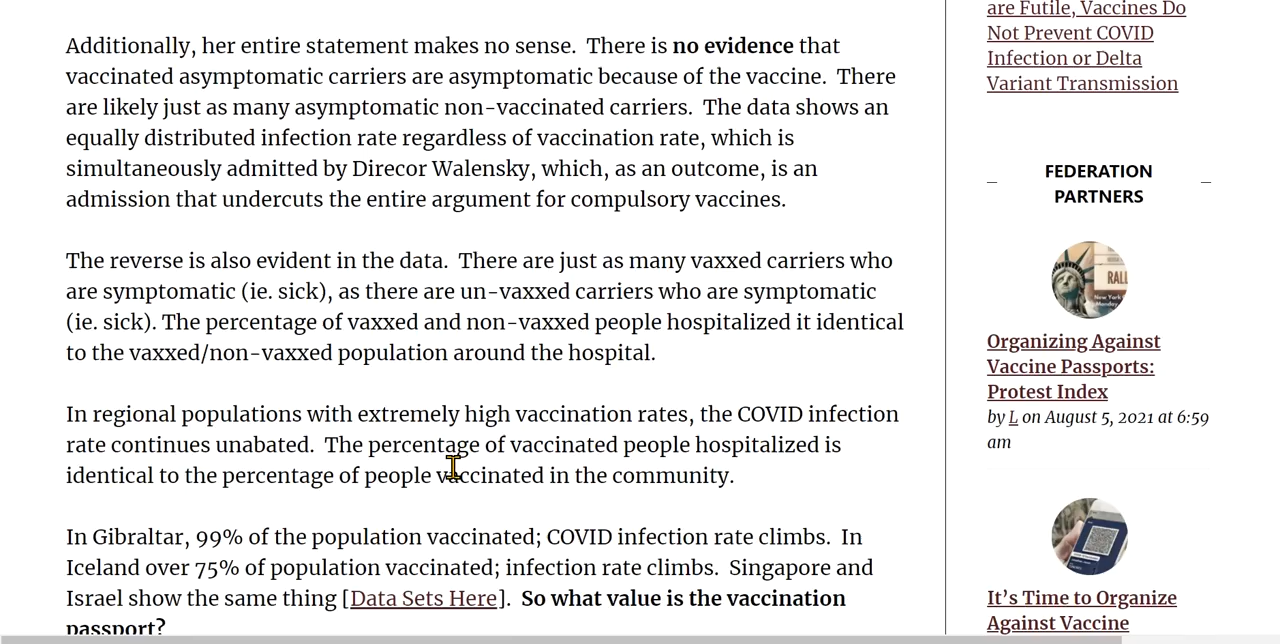 Additionally, her entire statement makes no sense.  There is no evidence that
vaccinated asymptomatic carriers are asymptomatic because of the vaccine.  There
are likely just as many asymptomatic non-vaccinated carriers.  The data shows an
equally distributed infection rate regardless of vaccination rate, which is
simultaneously admitted by Direcor Walensky, which, as an outcome, is an
admission that undercuts the entire argument for compulsory vaccines.
The reverse is also evident in the data.  There are just as many vaxxed carriers who
are symptomatic (ie. sick), as there are un-vaxxed carriers who are symptomatic
(ie. sick). The percentage of vaxxed and non-vaxxed people hospitalized it identical
to the vaxxed/non-vaxxed population around the hospital.
In regional populations with extremely high vaccination rates, the COVID infection
rate continues unabated.  The percentage of vaccinated people hospitalized is
identical to the percentage of people vaccinated in the community.
In Gibraltar, 99% of the population vaccinated; COVID infection rate climbs.  In
Iceland over 75% of population vaccinated; infection rate climbs.  Singapore and
Israel show the same thing [Data Sets Here].  So what value is the vaccination
passport?
are Futile, Vaccines Do
Not Prevent COVID
Infection or Delta
Variant Transmission
FEDERATION
PARTNERS
RALL
New York
Monday
Organizing Against
Vaccine Passports:
Protest Index
by L on August 5, 2021 at 6:59
am
It's Time to Organize
Against Vaccine